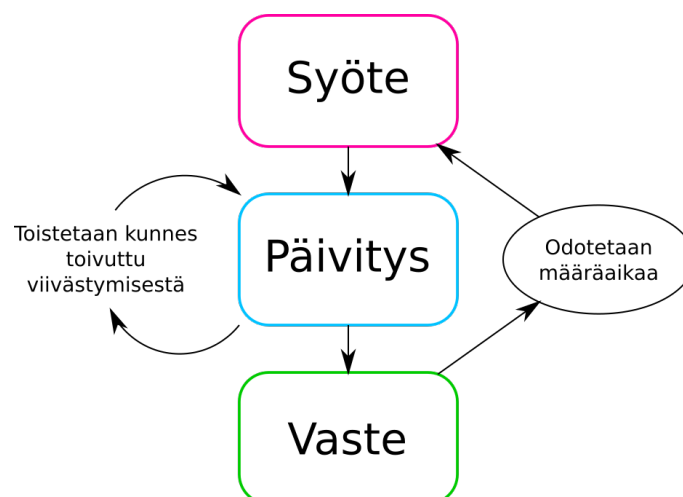 Syöte
Toistetaan kunnes
toivuttu
viivästymisestä
Päivitys
Odotetaan
määräaikaa
Vaste